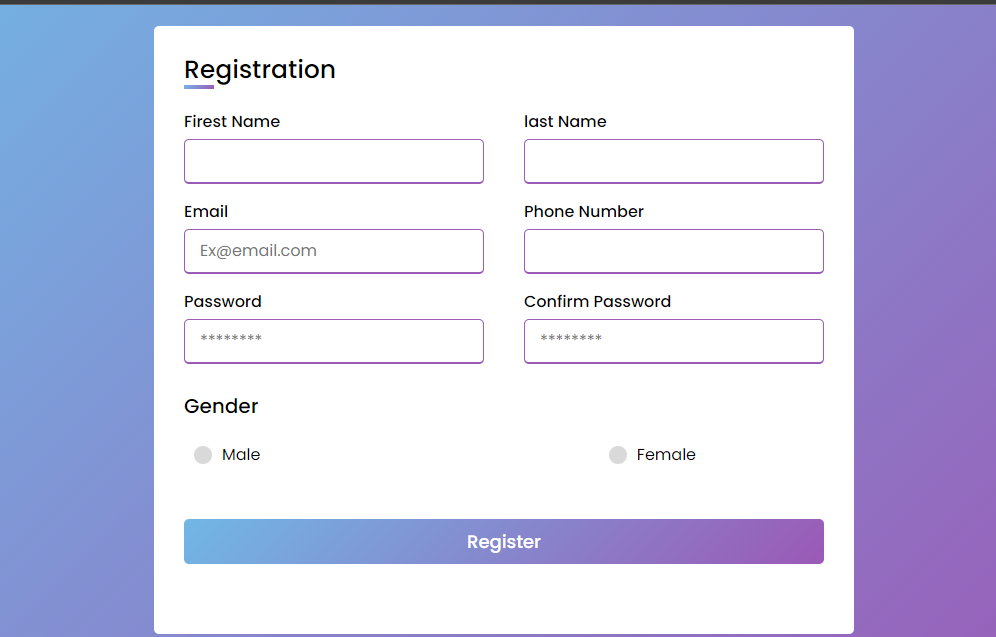 Registration
Firest Name last Name
Email Phone Number
Ex@email.com
Password Confirm Password
******** ********
Gender
Male Female
Register